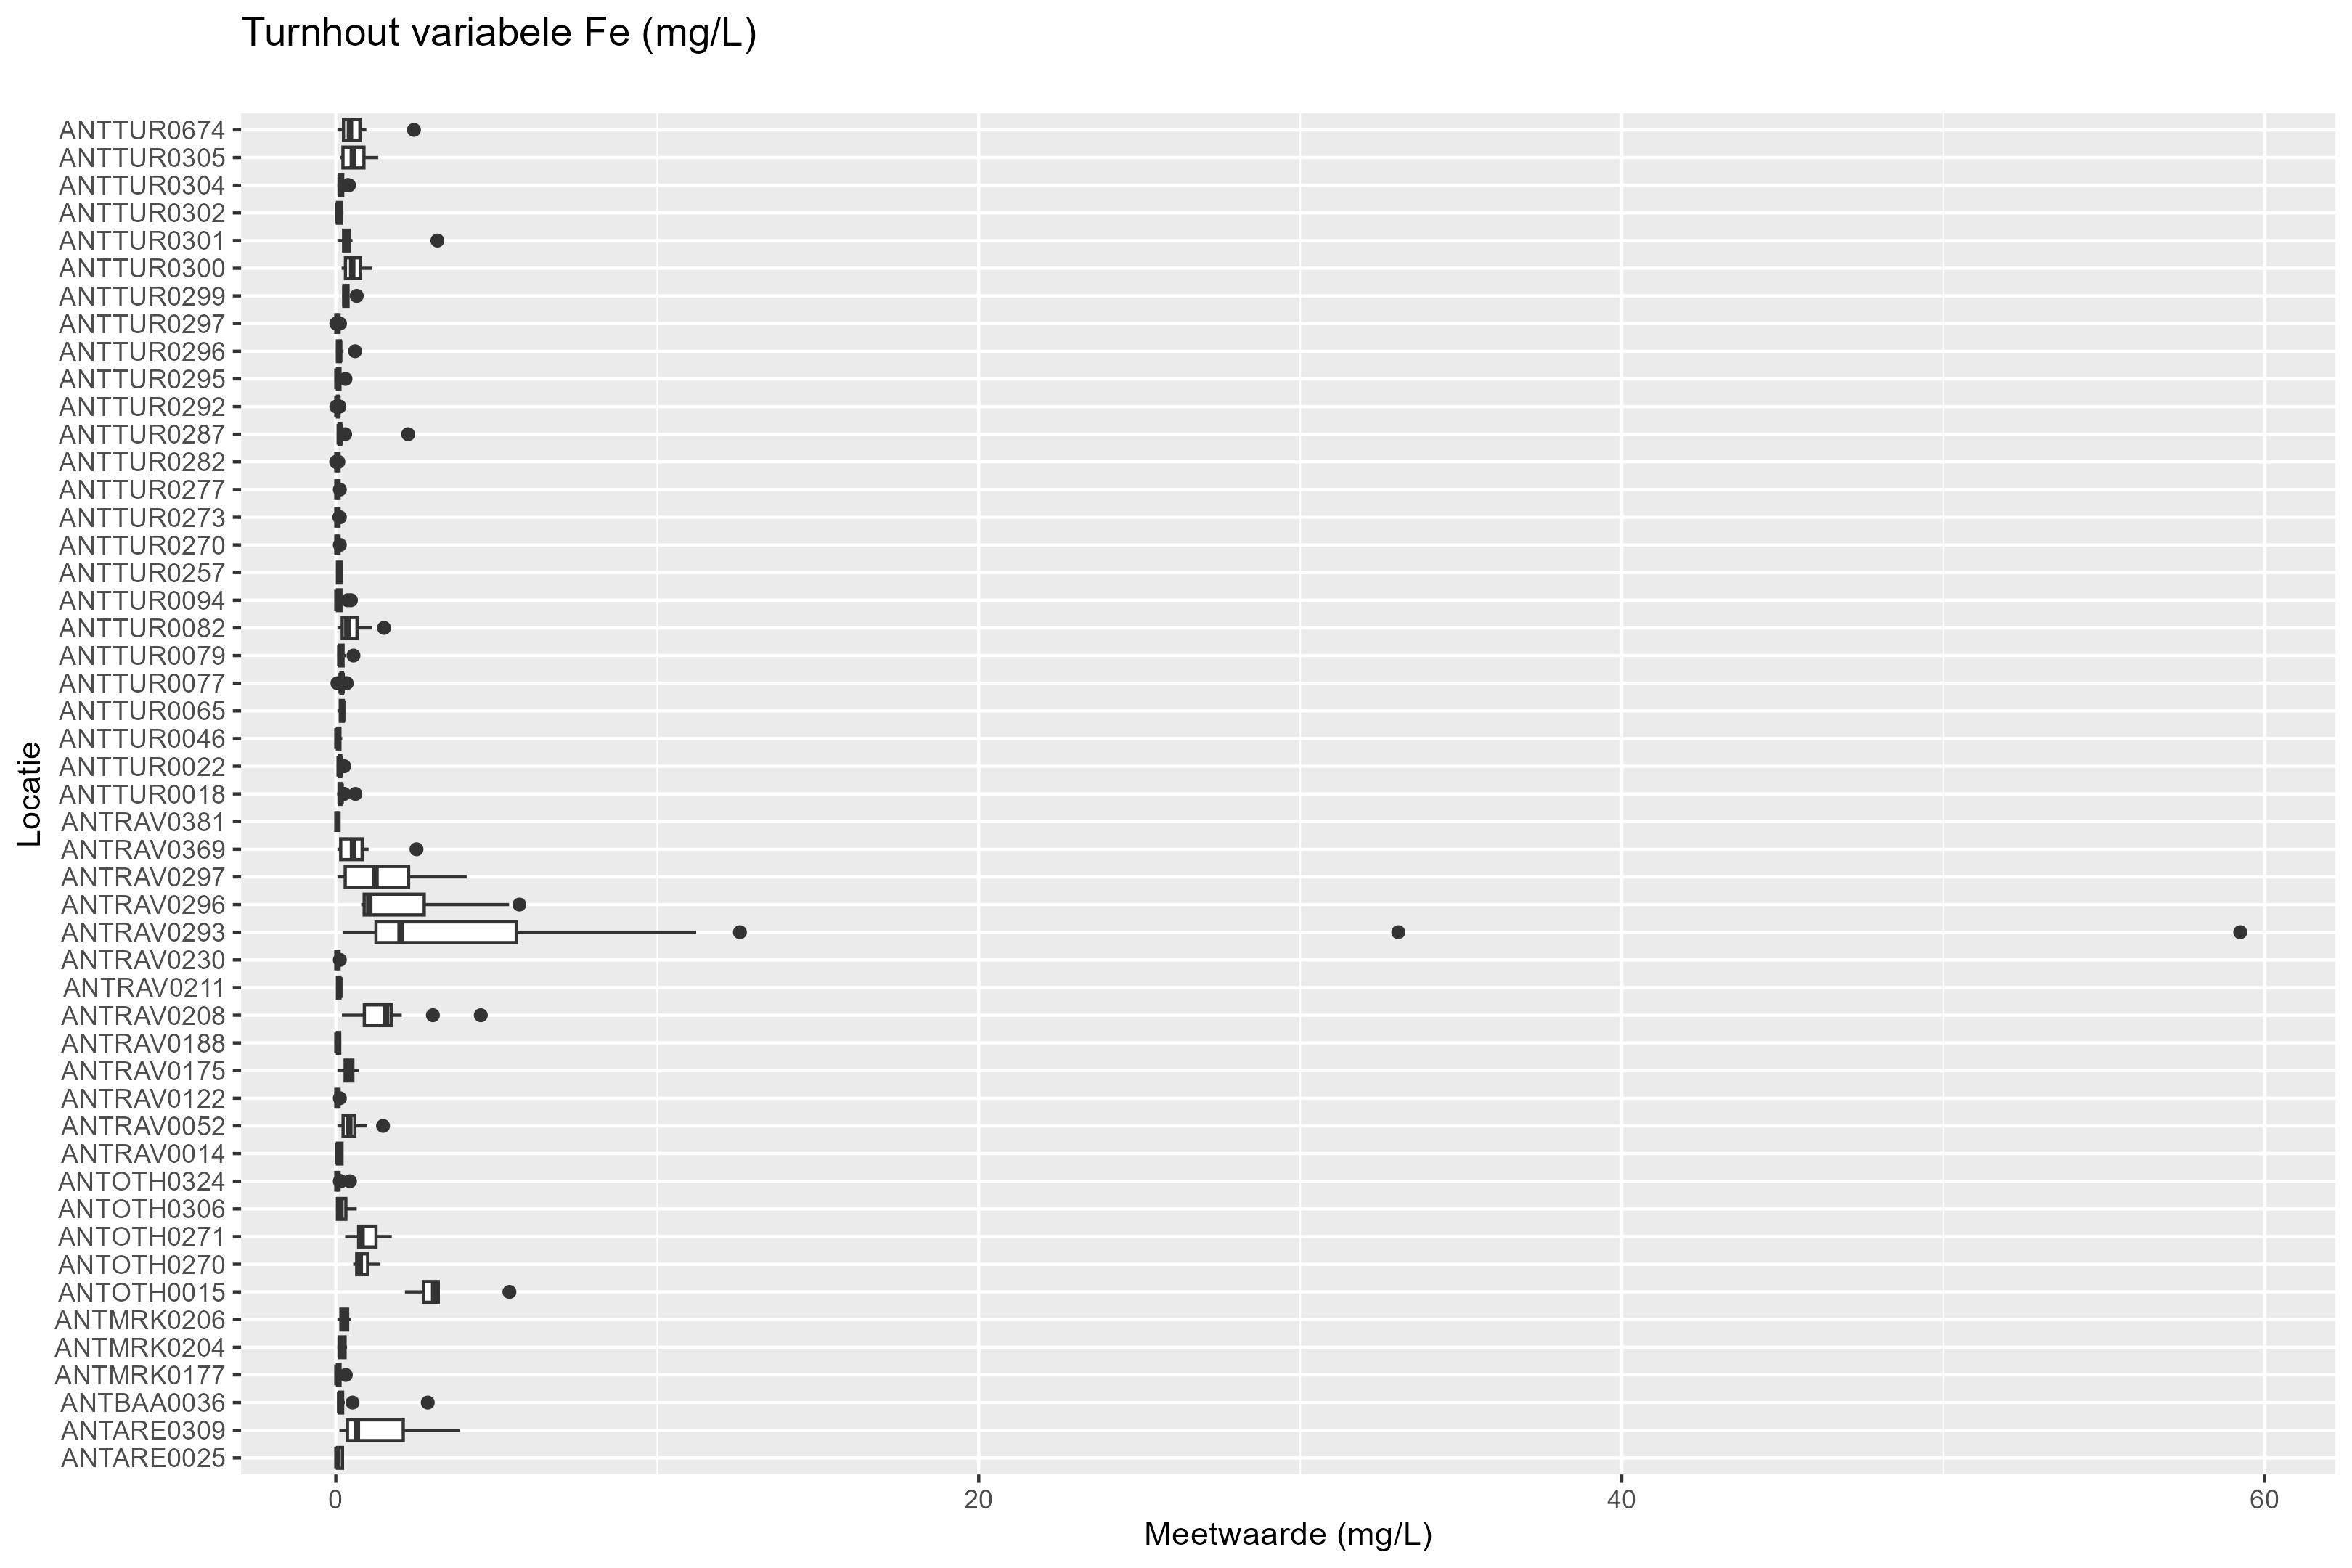 Turnhout variabele Fe (mg/L)
Locatie
ANTTUR0674
ANTTUR0305
ANTTUR0304
ANTTUR0302
ANTTUR0301
ANTTUR0300
ANTTUR0299
ANTTUR0297
ANTTUR0296
ANTTUR0295
ANTTUR0292
ANTTUR0287
ANTTUR0282
ANTTUR0277
ANTTUR0273
ANTTUR0270
ANTTUR0257
ANTTUR0094
ANTTUR0082
ANTTUR0079
ANTTUR0077
ANTTUR0065
ANTTUR0046
ANTTUR0022
ANTTUR0018
ANTRAV0381
ANTRAV0369
ANTRAV0297
ANTRAV0296
ANTRAV0293
ANTRAV0230
ANTRAV0211
ANTRAV0208
ANTRAV0188
ANTRAV0175
ANTRAV0122
ANTRAV0052
ANTRAV0014
ANTOTH0324
ANTOTH0306
ANTOTH0271
ANTOTH0270
ANTOTH0015
ANTMRK0206
ANTMRK0204
ANTMRK0177
ANTBAA0036
ANTARE0309
ANTARE0025
0 20 40 60
Meetwaarde (mg/L)